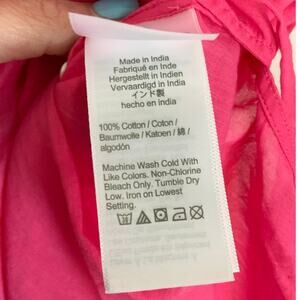 Made in India
Fabriqué en Inde
Hergestellt in Indien
Vervaardigd in India
インド製
hecho en india
100% Cotton / Coton /
Baumwolle / Katoen / 綿 /
algodón
Machine Wash Cold With
Like Colors. Non-Chlorine
Bleach Only. Tumble Dry
Low. Iron on Lowest
Setting.